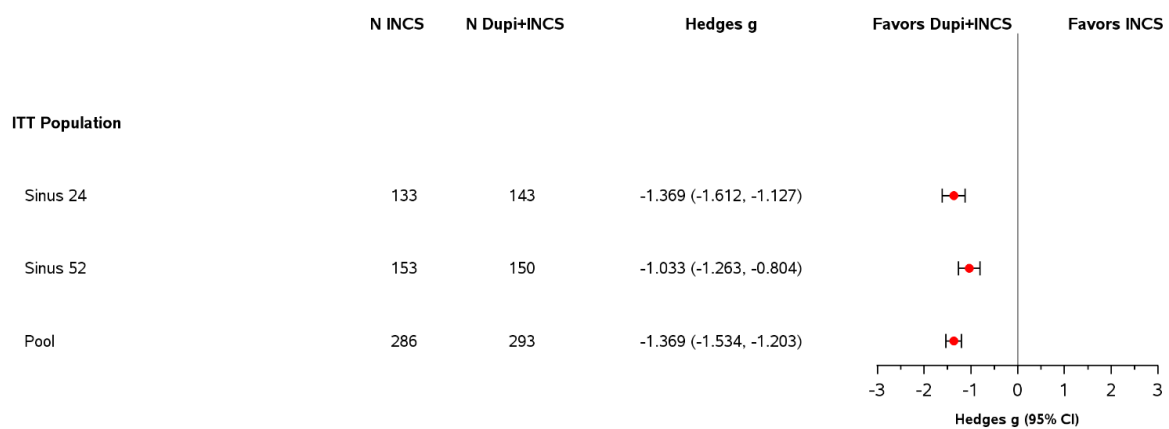 N INCS N Dupi+INCS Hedges g Favors Dupi+INCS Favors INCS
ITT Population
Sinus 24 133 143 -1.369 (-1.612, -1.127)
Sinus 52 153 150 -1.033 (-1.263, -0.804)
Pool 286 293 -1.369 (-1.534, -1.203)
-3 -2 -1 0 1 2 3
Hedges g (95% CI)